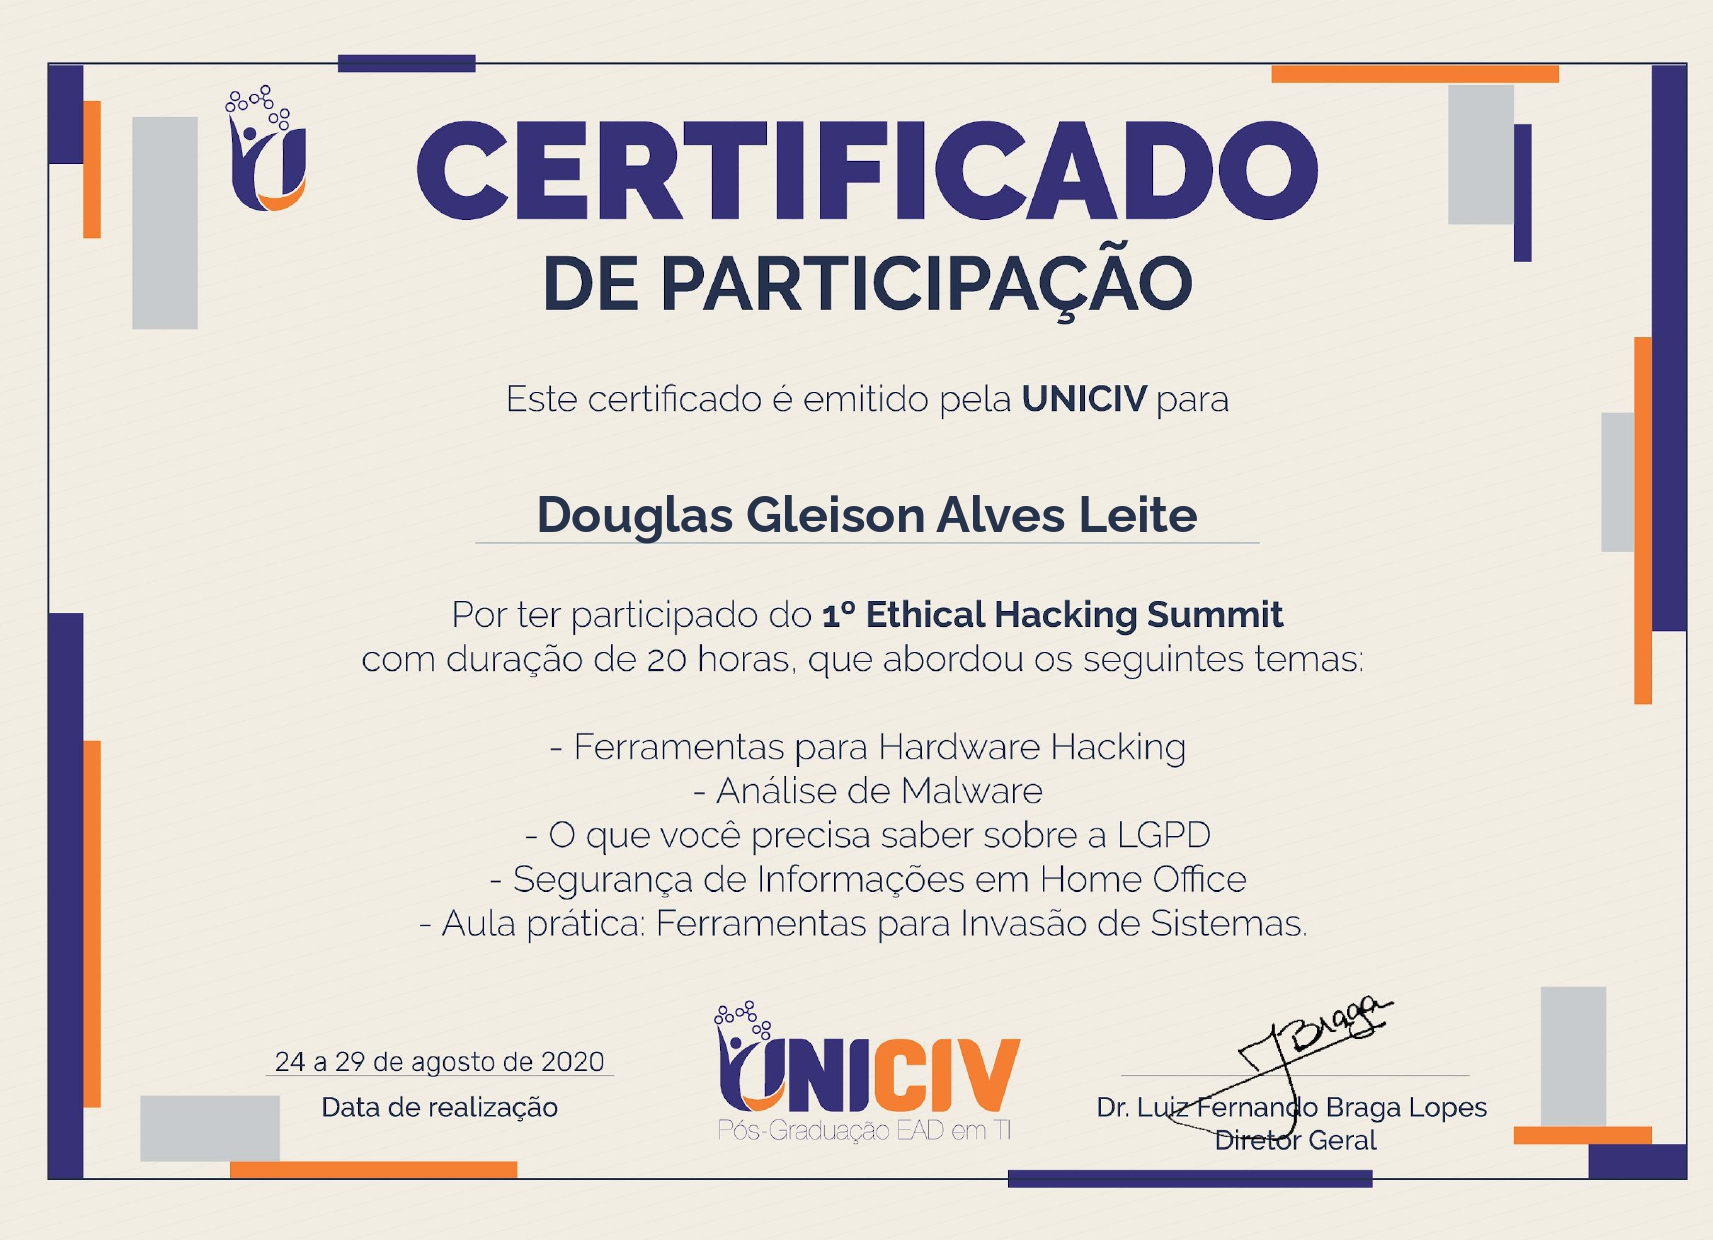 CERTIFICADO
DE PARTICIPAÇÃO
Este certificado é emitido pela UNICIV para
Douglas Gleison Alves Leite
Por ter participado do 1º Ethical Hacking Summit
com duração de 20 horas, que abordou os seguintes temas:
- Ferramentas para Hardware Hacking
- Análise de Malware
- O que você precisa saber sobre a LGPD
- Segurança de Informações em Home Office
- Aula prática: Ferramentas para Invasão de Sistemas.
24 a 29 de agosto de 2020
Data de realização
UNICIV
Pós-Graduação EAD em TI
Braga
Dr. Luiz Fernando Braga Lopes
Diretor Geral